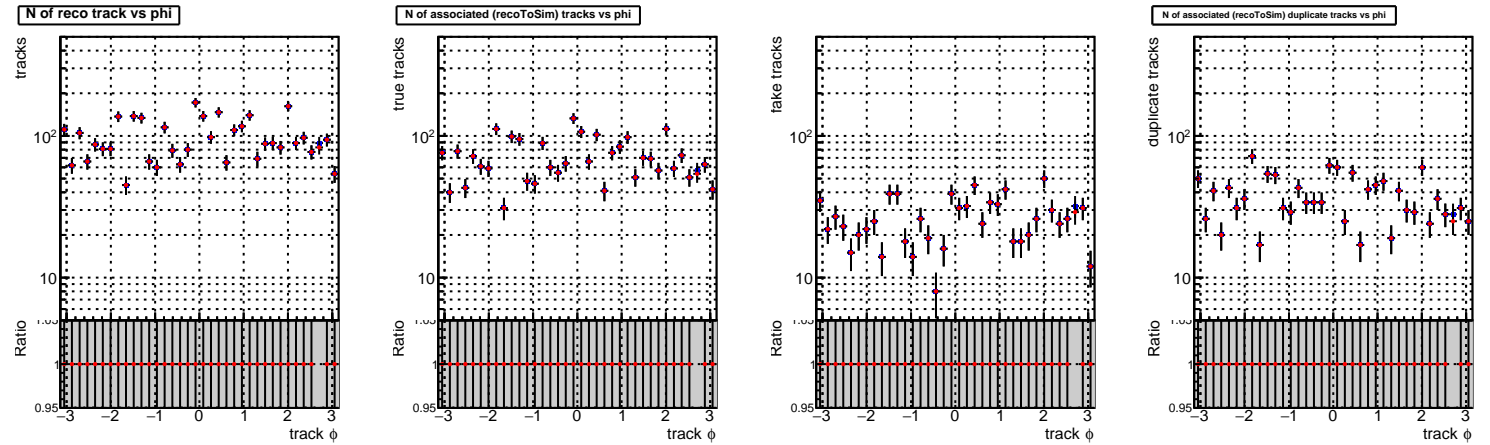 N of reco track vs phi
tracks
10²
10
Ratio
1
0.95
−3 −2 −1 0 1 2 3
track ϕ
N of associated (recoToSim) tracks vs phi
true tracks
10²
10
Ratio
1
0.95
−3 −2 −1 0 1 2 3
track ϕ
fake tracks
10²
10
Ratio
1
0.95
−3 −2 −1 0 1 2 3
track ϕ
N of associated (recoToSim) duplicate tracks vs phi
duplicate tracks
10²
10
Ratio
1
0.95
−3 −2 −1 0 1 2 3
track ϕ